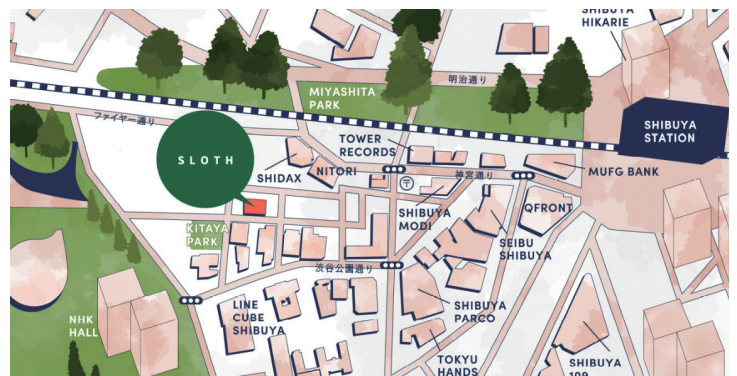 SHIBUYA
HIKARIE
明治通り
MIYASHITA
PARK
ファイヤー通り
SHIBUYA
STATION
TOWER
RECORDS
SLOTH
SHIDAX
NITORI
神宮通り
MUFG BANK
〒
SHIBUYA
MODI
QFRONT
KITAYA
PARK
SEIBU
SHIBUYA
渋谷公園通り
LINE
CUBE
SHIBUYA
SHIBUYA
PARCO
NHK
HALL
TOKYU
HANDS
SHIBUYA
109